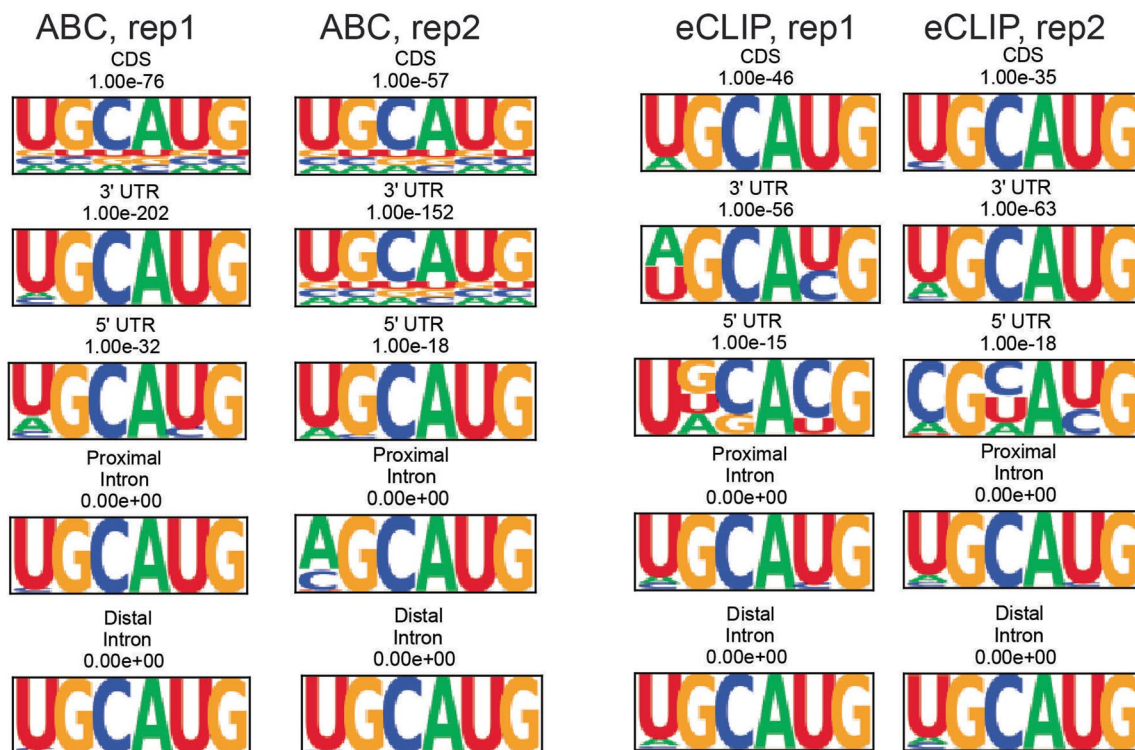 ABC, rep1
CDS
1.00e-76
UGCAUG
3' UTR
1.00e-202
UGCAUG
5' UTR
1.00e-32
UGCAUG
Proximal
Intron
0.00e+00
UGCAUG
Distal
Intron
0.00e+00
UGCAUG
ABC, rep2
CDS
1.00e-57
UGCAUG
3' UTR
1.00e-152
UGCAUG
5' UTR
1.00e-18
UGCAUG
Proximal
Intron
0.00e+00
AGCAUG
Distal
Intron
0.00e+00
UGCAUG
eCLIP, rep1
CDS
1.00e-46
UGCAUG
3' UTR
1.00e-56
AGCAUG
5' UTR
1.00e-15
UGCACG
Proximal
Intron
0.00e+00
UGCAUG
Distal
Intron
0.00e+00
UGCAUG
eCLIP, rep2
CDS
1.00e-35
UGCAUG
3' UTR
1.00e-63
UGCAUG
5' UTR
1.00e-18
CGCAUG
Proximal
Intron
0.00e+00
UGCAUG
Distal
Intron
0.00e+00
UGCAUG